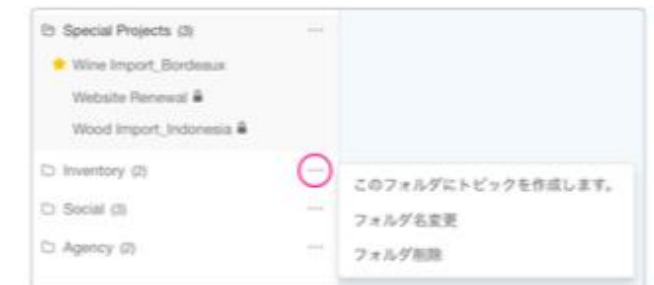 Special Projects (3)
Wine Import_Bordeaux
Website Renewal
Wood Import_Indonesia
Inventory (2)
Social (3)
Agency (2)
このフォルダにトピックを作成します。
フォルダ名変更
フォルダ削除